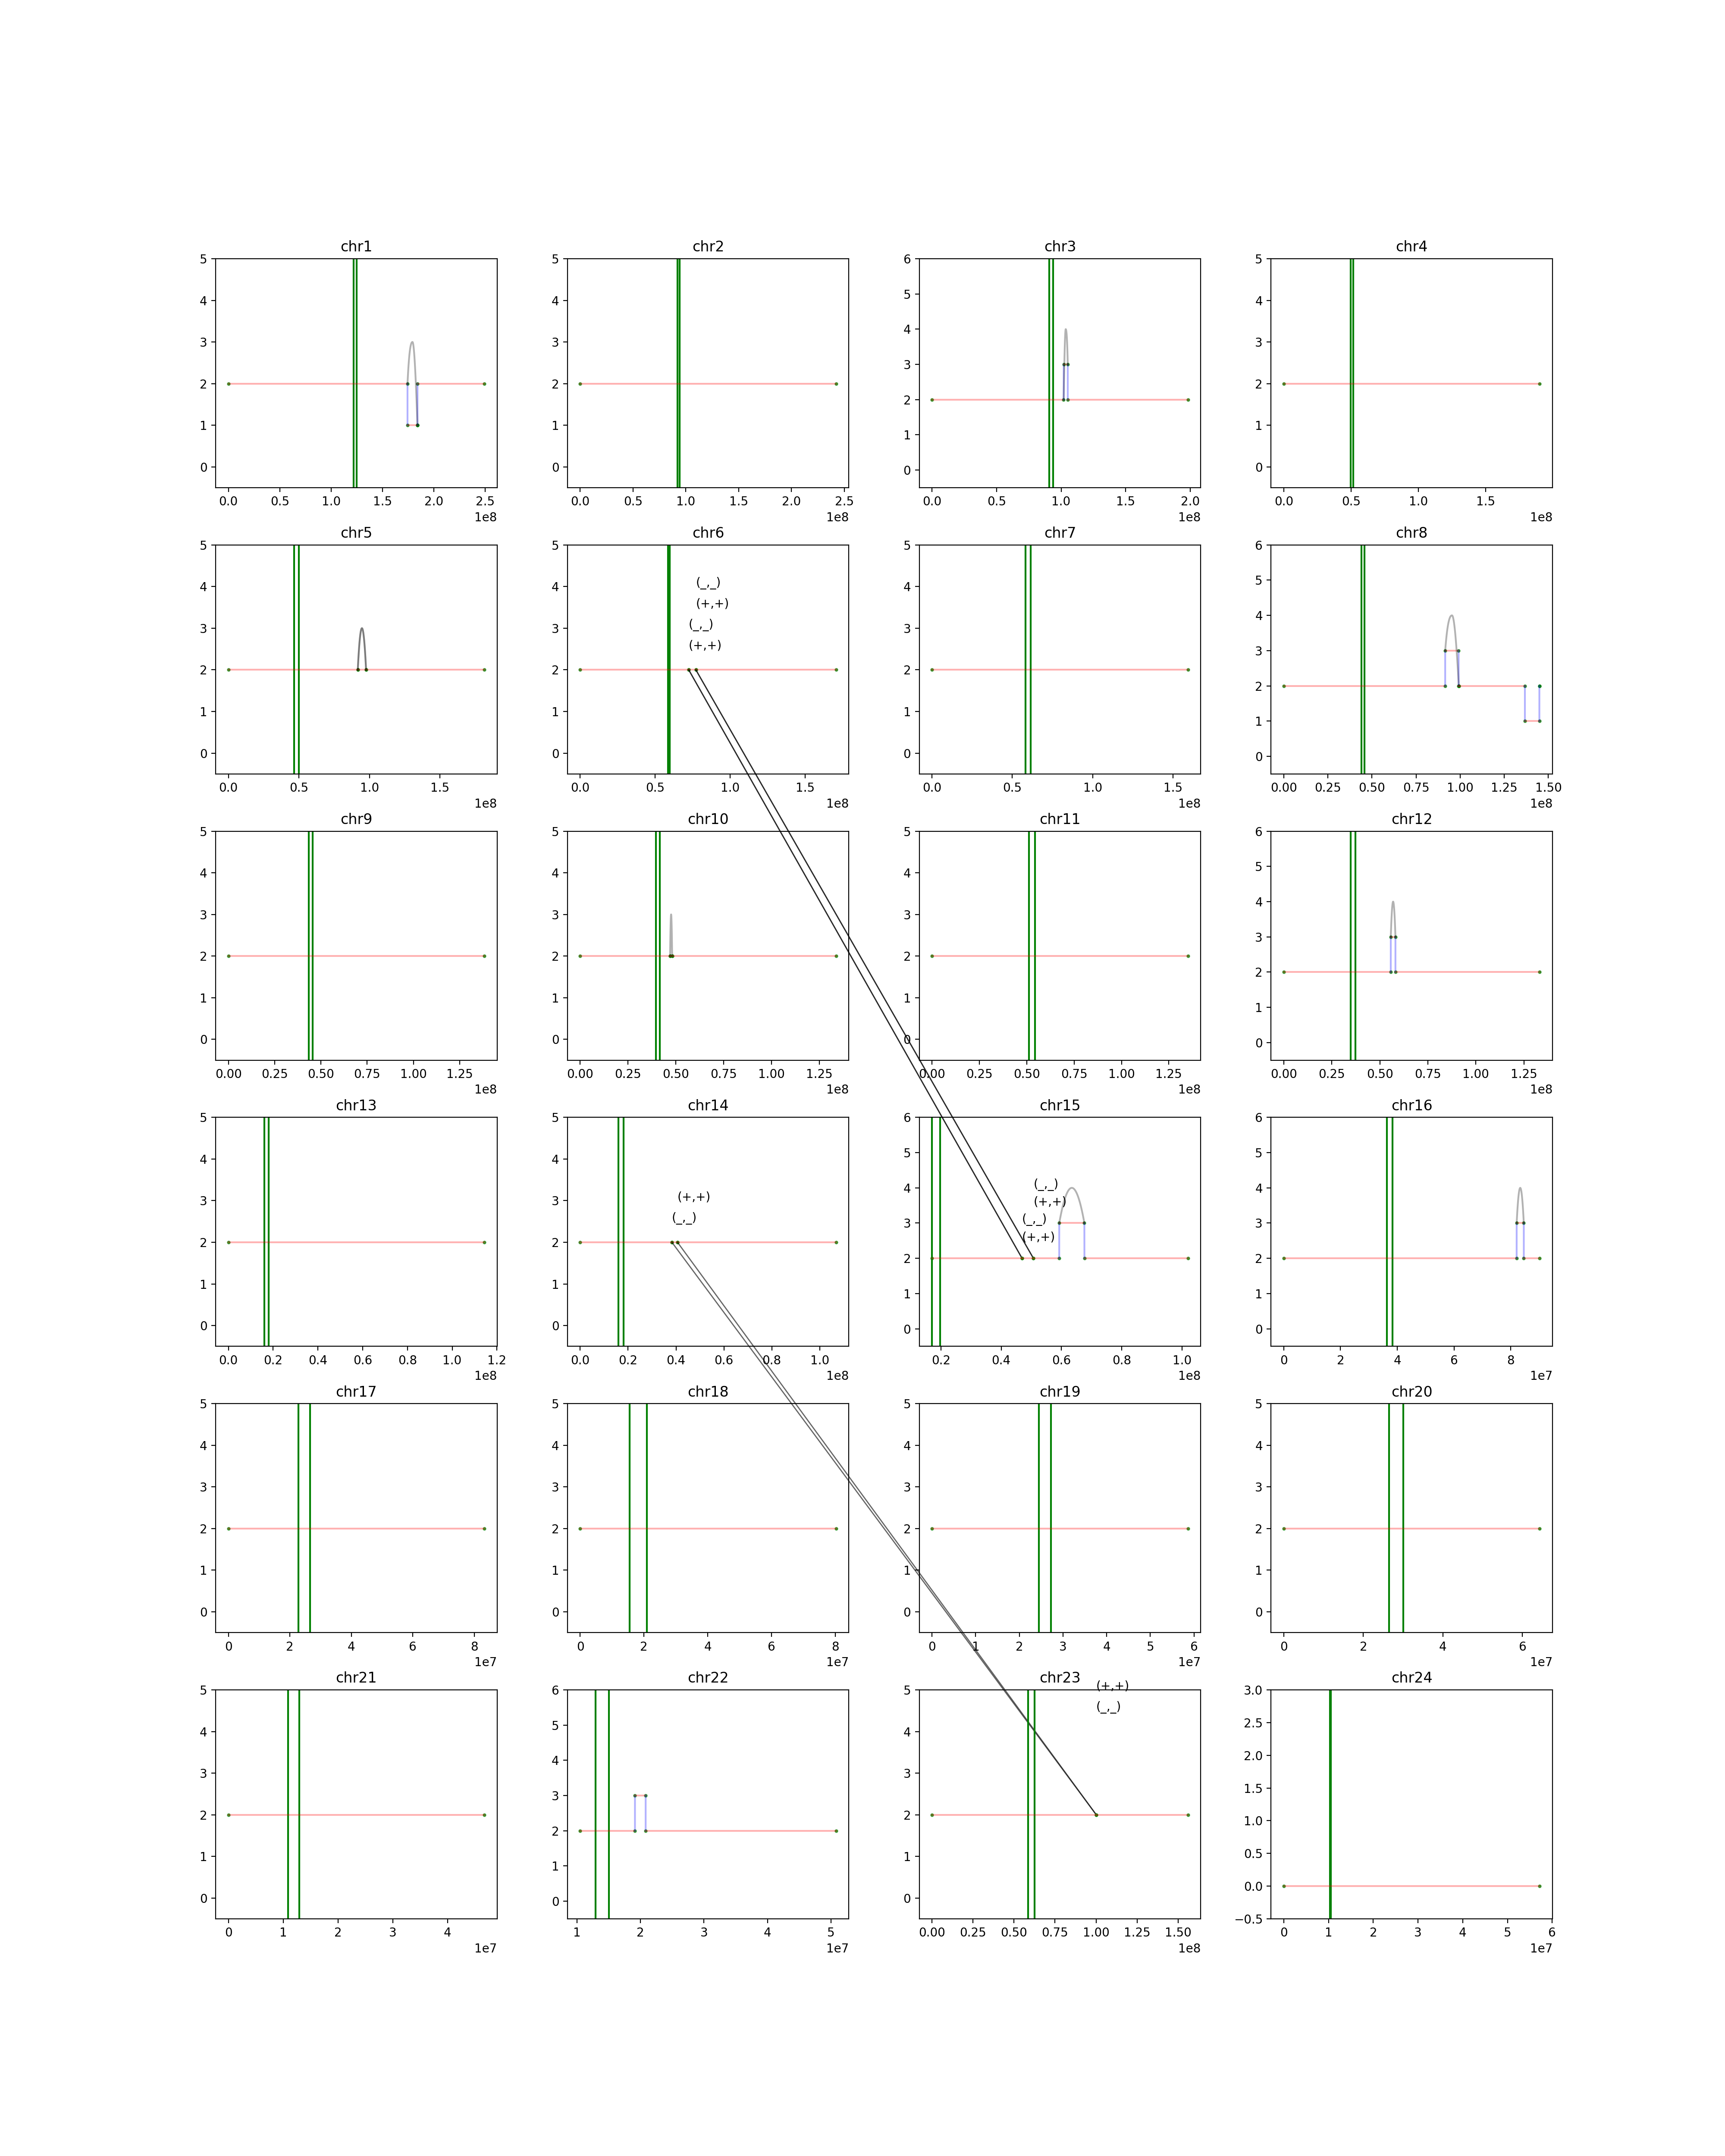 chr1 chr2 chr3 chr4
5 5 6 5
4 4 5 4
3 3 4 3
2 2 3 2
1 1 2 1
0 0 1 0
0
0.0 0.5 1.0 1.5 2.0 2.5 0.0 0.5 1.0 1.5 2.0 2.5 0.0 0.5 1.0 1.5 2.0 0.0 0.5 1.0 1.5
1e8 1e8 1e8 1e8
chr5 chr6 chr7 chr8
5 5 5 6
4 (_,_) 4 4 5
(+,+)
3 (_,_) 3 3 4
(+,+)
2 2 2 3
1 1 1 2
0 0 0 1
0
0.0 0.5 1.0 1.5 0.0 0.5 1.0 1.5 0.0 0.5 1.0 1.5 0.00 0.25 0.50 0.75 1.00 1.25 1.50
1e8 1e8 1e8 1e8
chr9 chr10 chr11 chr12
5 5 5 6
4 4 4 5
3 3 3 4
2 2 2 3
1 1 1 2
0 0 0 1
0
0.00 0.25 0.50 0.75 1.00 1.25 0.00 0.25 0.50 0.75 1.00 1.25 0.00 0.25 0.50 0.75 1.00 1.25 0.00 0.25 0.50 0.75 1.00 1.25
1e8 1e8 1e8 1e8
chr13 chr14 chr15 chr16
5 5 6 6
4 4 5 5
3 3 (+,+) 4 (_,_) 4
(_,_) (+,+)
2 2 3 (_,_) 3
(+,+)
1 1 2 2
0 0 1 1
0 0
0.0 0.2 0.4 0.6 0.8 1.0 1.2 0.0 0.2 0.4 0.6 0.8 1.0 0.2 0.4 0.6 0.8 1.0 0 2 4 6 8
1e8 1e8 1e8 1e7
chr17 chr18 chr19 chr20
5 5 5 5
4 4 4 4
3 3 3 3
2 2 2 2
1 1 1 1
0 0 0 0
0 2 4 6 8 0 2 4 6 8 0 1 2 3 4 5 6 0 2 4 6
1e7 1e7 1e7 1e7
chr21 chr22 chr23 chr24
(+,+)
5 6 5 3.0
(_,_)
4 5 4 2.5
3 4 3 2.0
2 3 2 1.5
1 2 1 1.0
0 1 0 0.5
0 0.0
−0.5
0 1 2 3 4 1 2 3 4 5 0.00 0.25 0.50 0.75 1.00 1.25 1.50 0 1 2 3 4 5 6
1e7 1e7 1e8 1e7